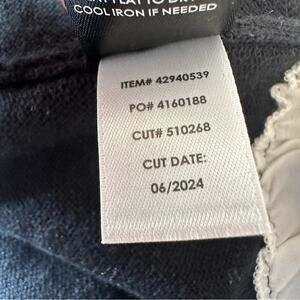 COOL IRON IF NEEDED
ITEM# 42940539
PO# 4160188
CUT# 510268
CUT DATE:
06/2024